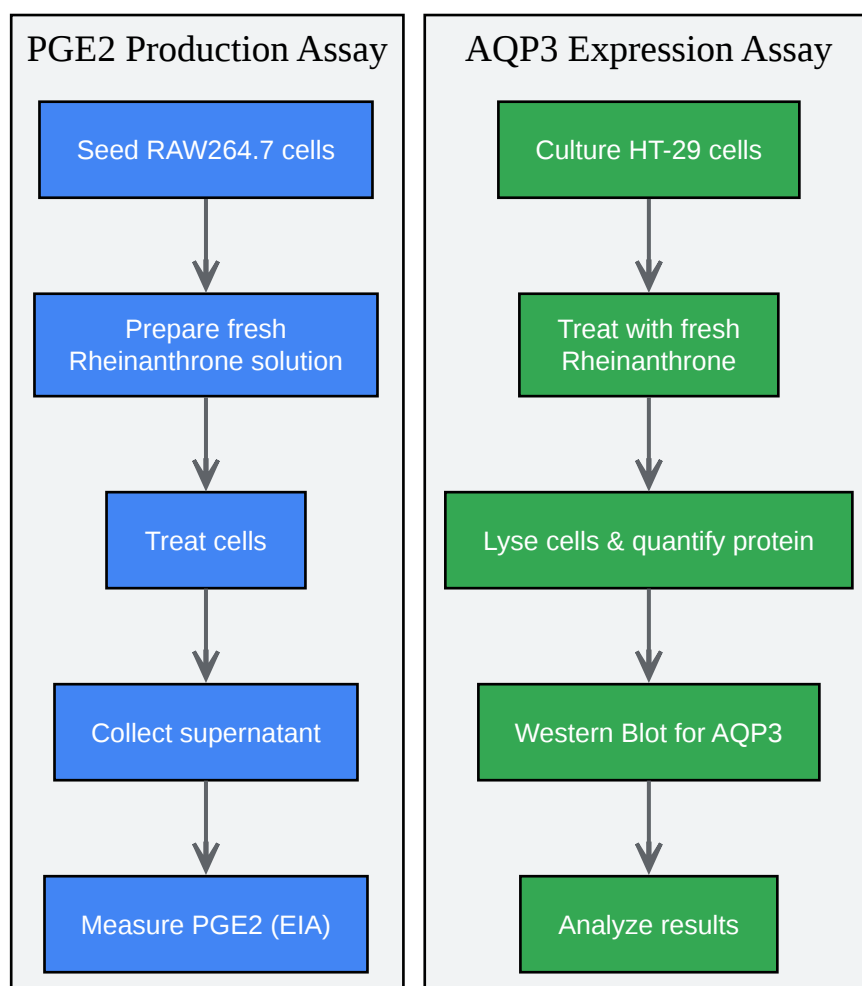 PGE2 Production Assay
Seed RAW264.7 cells
Prepare fresh
Rheinanthrone solution
Treat cells
Collect supernatant
Measure PGE2 (EIA)
AQP3 Expression Assay
Culture HT-29 cells
Treat with fresh
Rheinanthrone
Lyse cells & quantify protein
Western Blot for AQP3
Analyze results